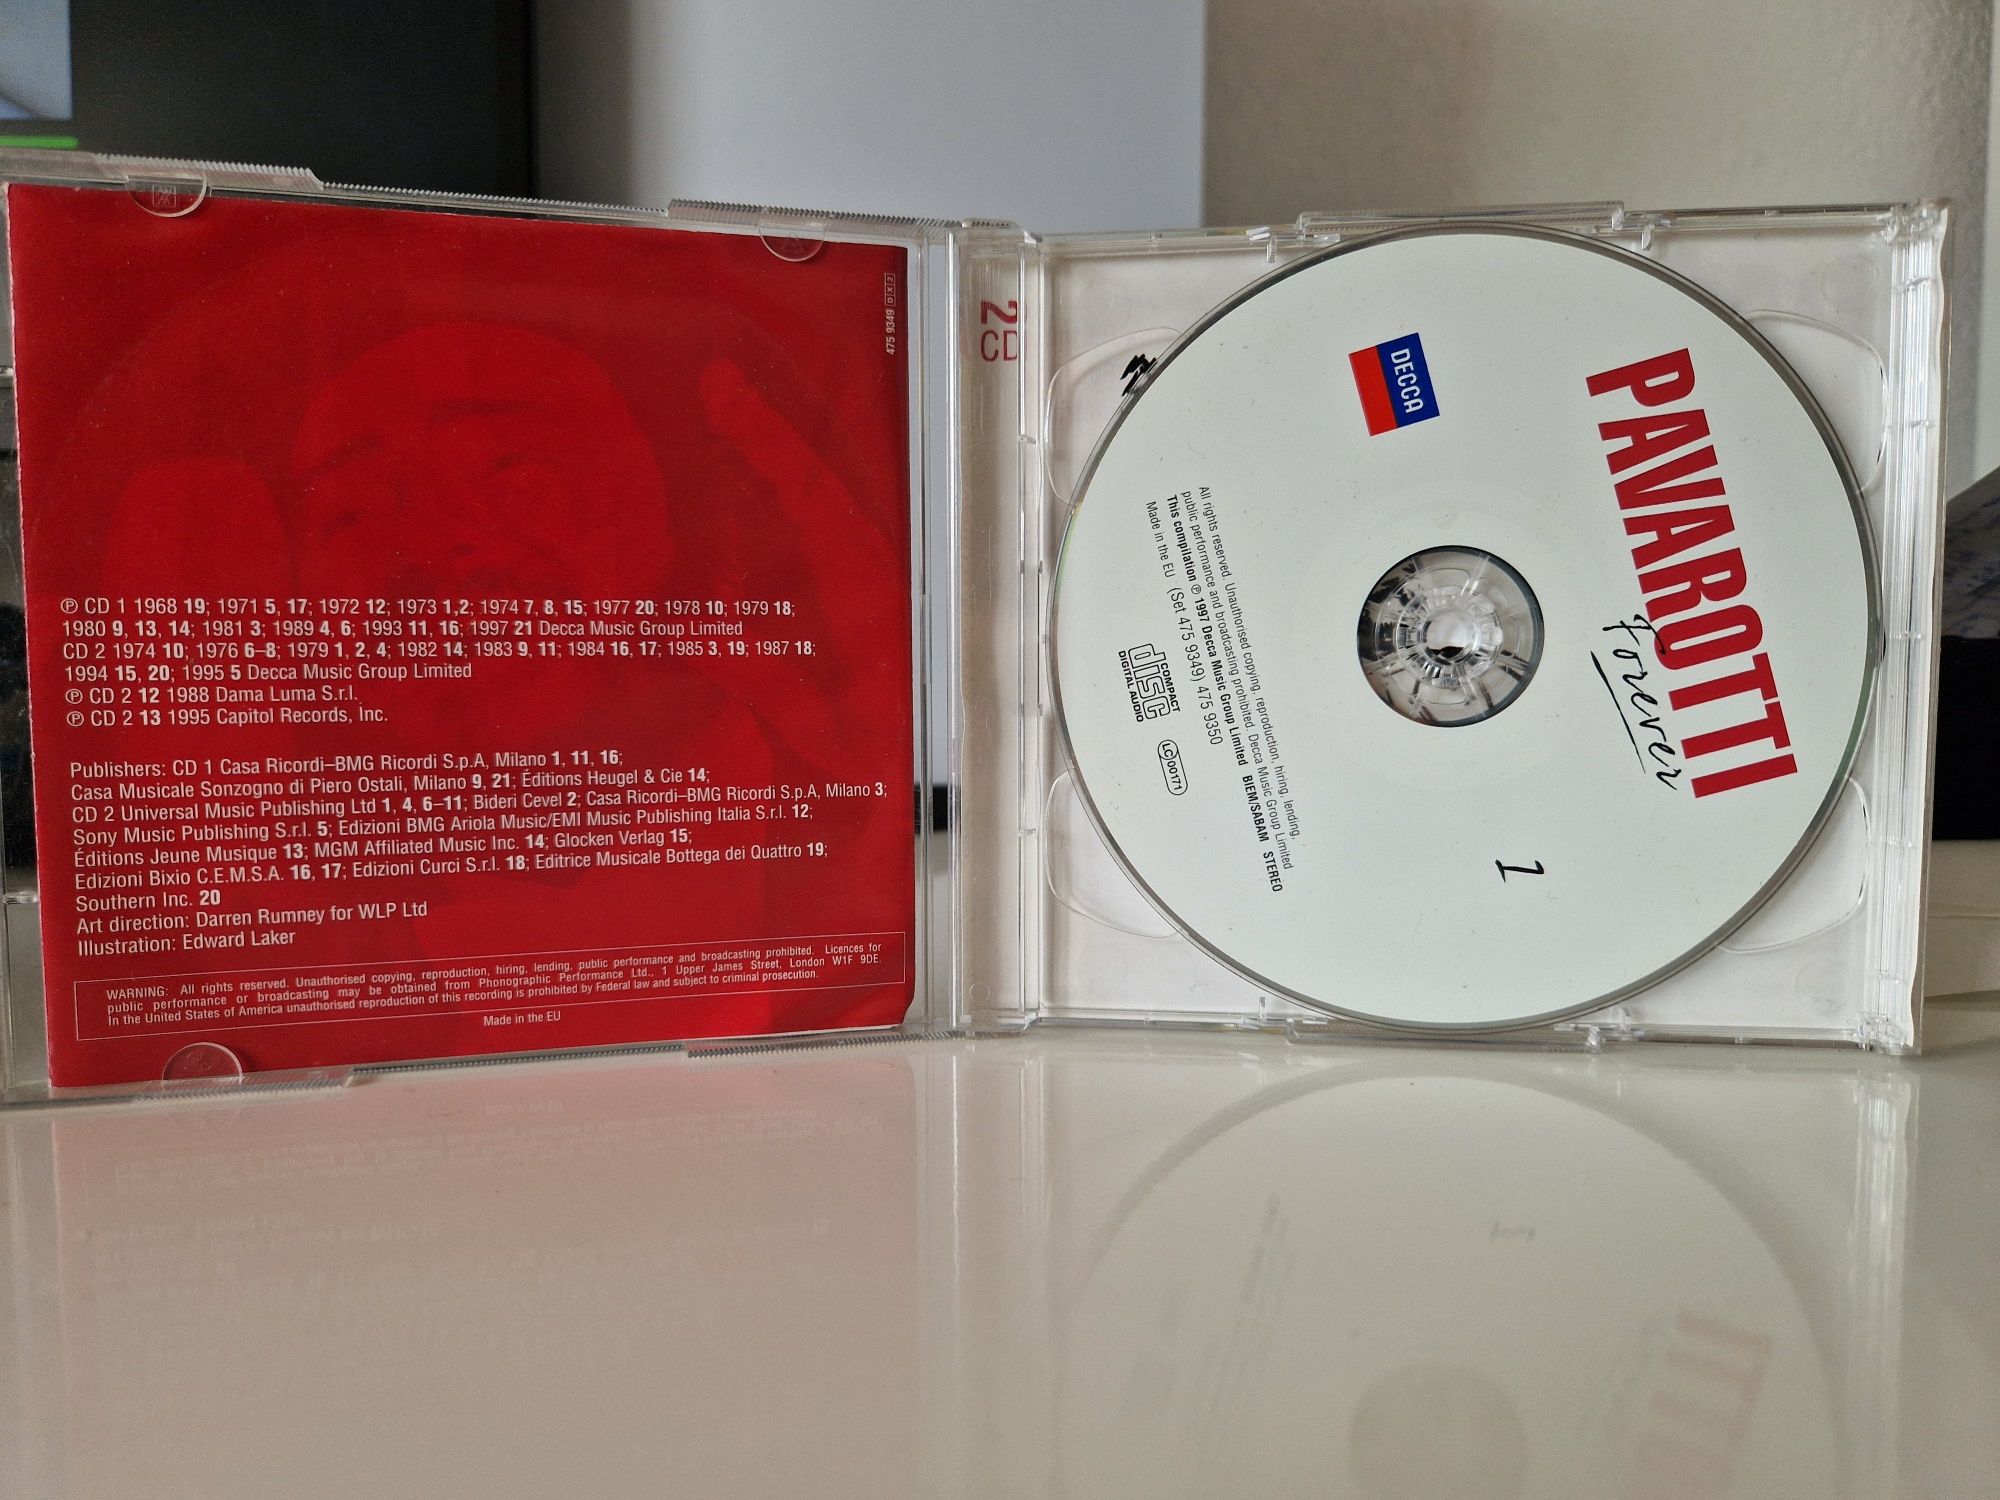 475 9349 DX2
℗ CD 1 1968 19; 1971 5, 17; 1972 12; 1973 1,2; 1974 7, 8, 15; 1977 20; 1978 10; 1979 18;
1980 9, 13, 14; 1981 3; 1989 4, 6; 1993 11, 16; 1997 21 Decca Music Group Limited
CD 2 1974 10; 1976 6–8; 1979 1, 2, 4; 1982 14; 1983 9, 11; 1984 16, 17; 1985 3, 19; 1987 18;
1994 15, 20; 1995 5 Decca Music Group Limited
℗ CD 2 12 1988 Dama Luma S.r.l.
℗ CD 2 13 1995 Capitol Records, Inc.
Publishers: CD 1 Casa Ricordi–BMG Ricordi S.p.A, Milano 1, 11, 16;
Casa Musicale Sonzogno di Piero Ostali, Milano 9, 21; Éditions Heugel & Cie 14;
CD 2 Universal Music Publishing Ltd 1, 4, 6–11; Bideri Cevel 2; Casa Ricordi–BMG Ricordi S.p.A, Milano 3;
Sony Music Publishing S.r.l. 5; Edizioni BMG Ariola Music/EMI Music Publishing Italia S.r.l. 12;
Éditions Jeune Musique 13; MGM Affiliated Music Inc. 14; Glocken Verlag 15;
Edizioni Bixio C.E.M.S.A. 16, 17; Edizioni Curci S.r.l. 18; Editrice Musicale Bottega dei Quattro 19;
Southern Inc. 20
Art direction: Darren Rumney for WLP Ltd
Illustration: Edward Laker
WARNING: All rights reserved. Unauthorised copying, reproduction, hiring, lending, public performance and broadcasting prohibited. Licences for
public performance or broadcasting may be obtained from Phonographic Performance Ltd., 1 Upper James Street, London W1F 9DE.
In the United States of America unauthorised reproduction of this recording is prohibited by Federal law and subject to criminal prosecution.
Made in the EU
2
CD
PAVAROTTI
Forever
DECCA
1
All rights reserved. Unauthorised copying, reproduction, hiring, lending,
public performance and broadcasting prohibited. Decca Music Group Limited
This compilation ℗ 1997 Decca Music Group Limited BIEM/SABAM STEREO
Made in the EU (Set 475 9349) 475 9350
COMPACT
disc
DIGITAL AUDIO
LC 00171